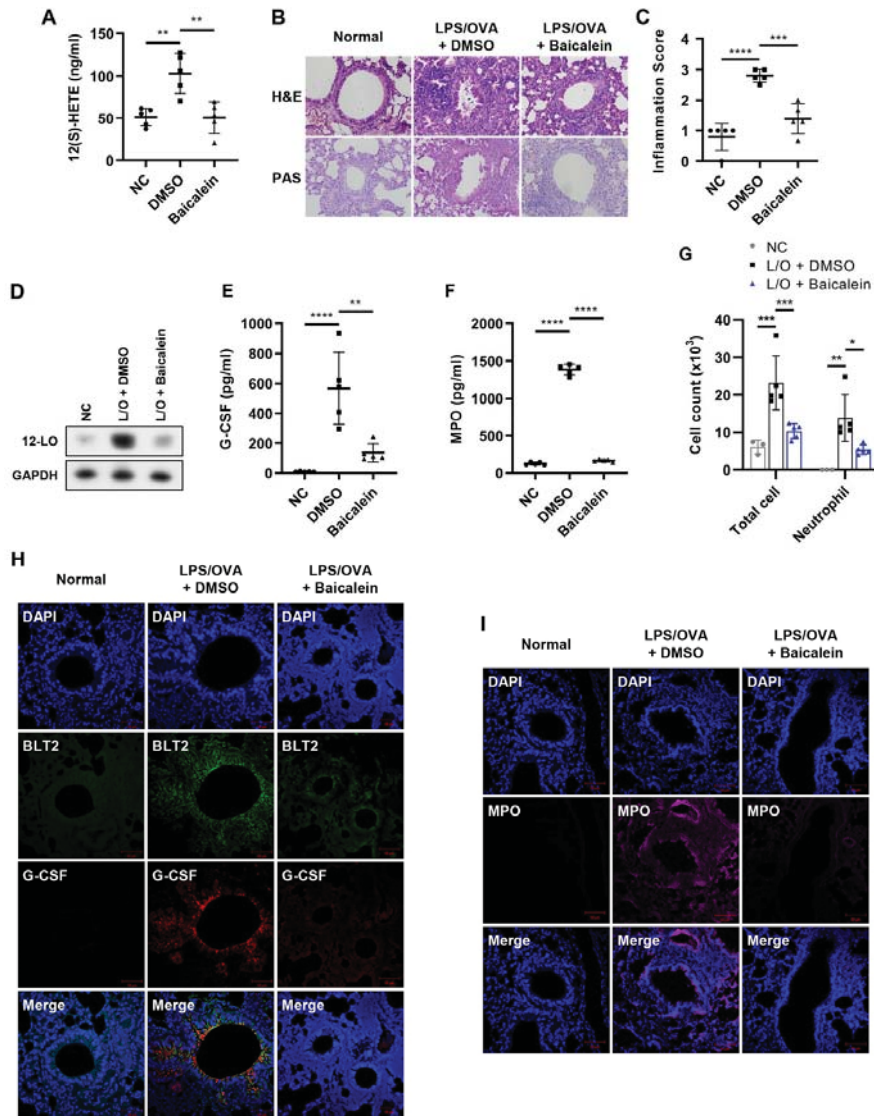 A
12(S)-HETE (ng/ml)
150
100
50
0
** **
NC
DMSO
Baicalein
B
Normal
LPS/OVA
+ DMSO
LPS/OVA
+ Baicalein
H&E
PAS
C
Inflammation Score
4
3
2
1
0
**** ***
NC
DMSO
Baicalein
D
NC
L/O + DMSO
L/O + Baicalein
12-LO
GAPDH
E
G-CSF (pg/ml)
1000
800
600
400
200
0
**** **
NC
DMSO
Baicalein
F
MPO (pg/ml)
2000
1500
1000
500
0
**** ****
NC
DMSO
Baicalein
G
NC
L/O + DMSO
L/O + Baicalein
Cell count (x10³)
40
30
20
10
0
*** *** ** *
Total cell
Neutrophil
H
Normal
LPS/OVA
+ DMSO
LPS/OVA
+ Baicalein
DAPI DAPI DAPI
BLT2 BLT2 BLT2
G-CSF G-CSF G-CSF
Merge Merge Merge
I
Normal
LPS/OVA
+ DMSO
LPS/OVA
+ Baicalein
DAPI DAPI DAPI
MPO MPO MPO
Merge Merge Merge